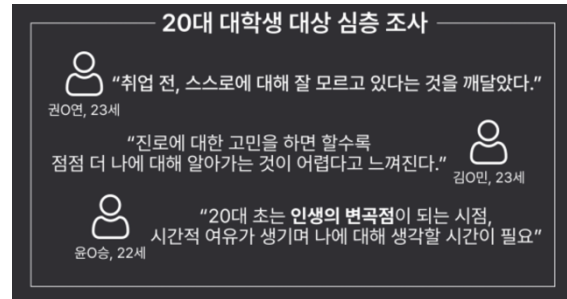 20대 대학생 대상 심층 조사
“취업 전, 스스로에 대해 잘 모르고 있다는 것을 깨달았다.”
권O연, 23세
“진로에 대한 고민을 하면 할수록
점점 더 나에 대해 알아가는 것이 어렵다고 느껴진다.”
김O민, 23세
“20대 초는 인생의 변곡점이 되는 시점,
시간적 여유가 생기며 나에 대해 생각할 시간이 필요”
윤O승, 22세